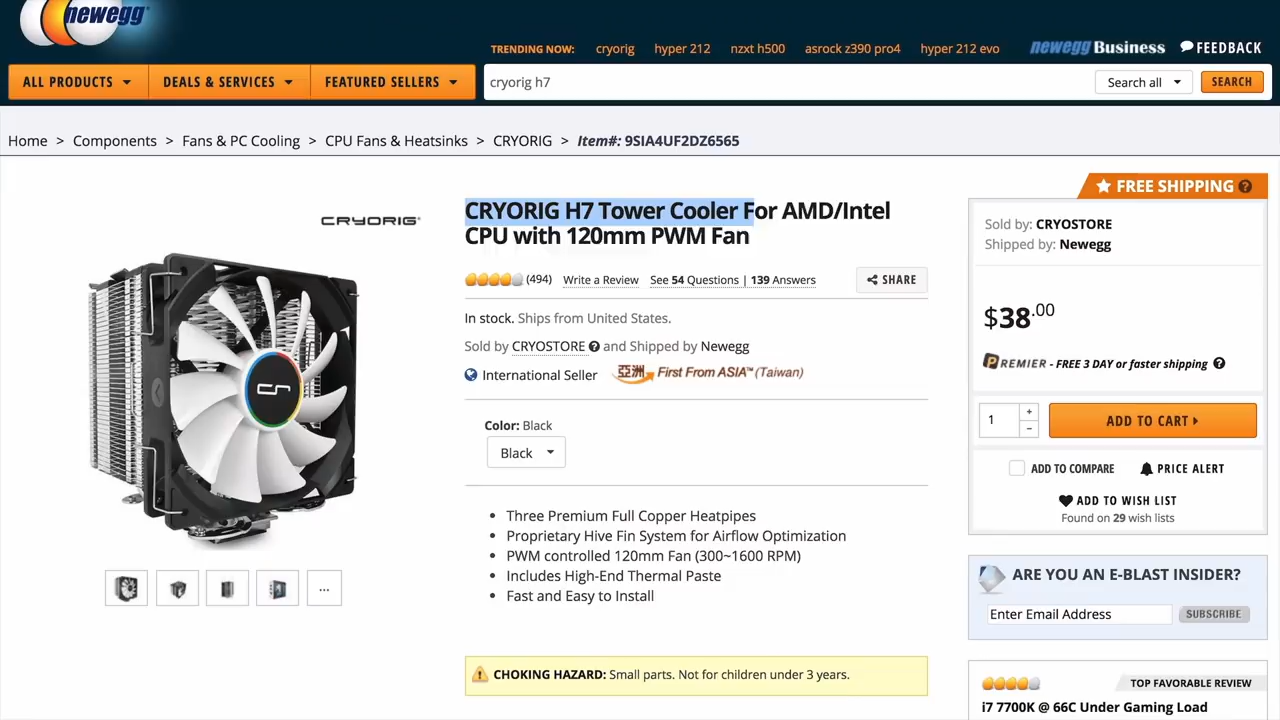 newegg
TRENDING NOW: cryorig hyper 212 nzxt h500 asrock z390 pro4 hyper 212 evo newegg Business FEEDBACK
ALL PRODUCTS DEALS & SERVICES FEATURED SELLERS cryorig h7 Search all SEARCH
Home > Components > Fans & PC Cooling > CPU Fans & Heatsinks > CRYORIG > Item#: 9SIA4UF2DZ6565
CRYORIG
cr
CRYORIG H7 Tower Cooler For AMD/Intel
CPU with 120mm PWM Fan
(494) Write a Review See 54 Questions | 139 Answers SHARE
In stock. Ships from United States.
Sold by CRYOSTORE ? and Shipped by Newegg
International Seller 亞洲 First From ASIA™ (Taiwan)
Color: Black
Black
• Three Premium Full Copper Heatpipes
• Proprietary Hive Fin System for Airflow Optimization
• PWM controlled 120mm Fan (300~1600 RPM)
• Includes High-End Thermal Paste
• Fast and Easy to Install
...
CHOKING HAZARD: Small parts. Not for children under 3 years.
FREE SHIPPING ?
Sold by: CRYOSTORE
Shipped by: Newegg
$38.00
PREMIER - FREE 3 DAY or faster shipping ?
1 + - ADD TO CART
ADD TO COMPARE PRICE ALERT
ADD TO WISH LIST
Found on 29 wish lists
ARE YOU AN E-BLAST INSIDER?
Enter Email Address SUBSCRIBE
TOP FAVORABLE REVIEW
i7 7700K @ 66C Under Gaming Load